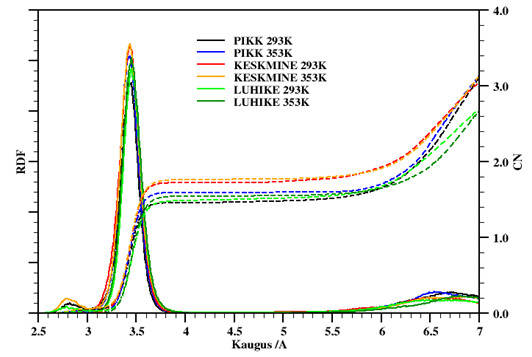 4.0
PIKK 293K
PIKK 353K
KESKMINE 293K
KESKMINE 353K
LUHIKE 293K
LUHIKE 353K
3.0
RDF
2.0
CN
1.0
0.0
2.5 3 3.5 4 4.5 5 5.5 6 6.5 7
Kaugus /A